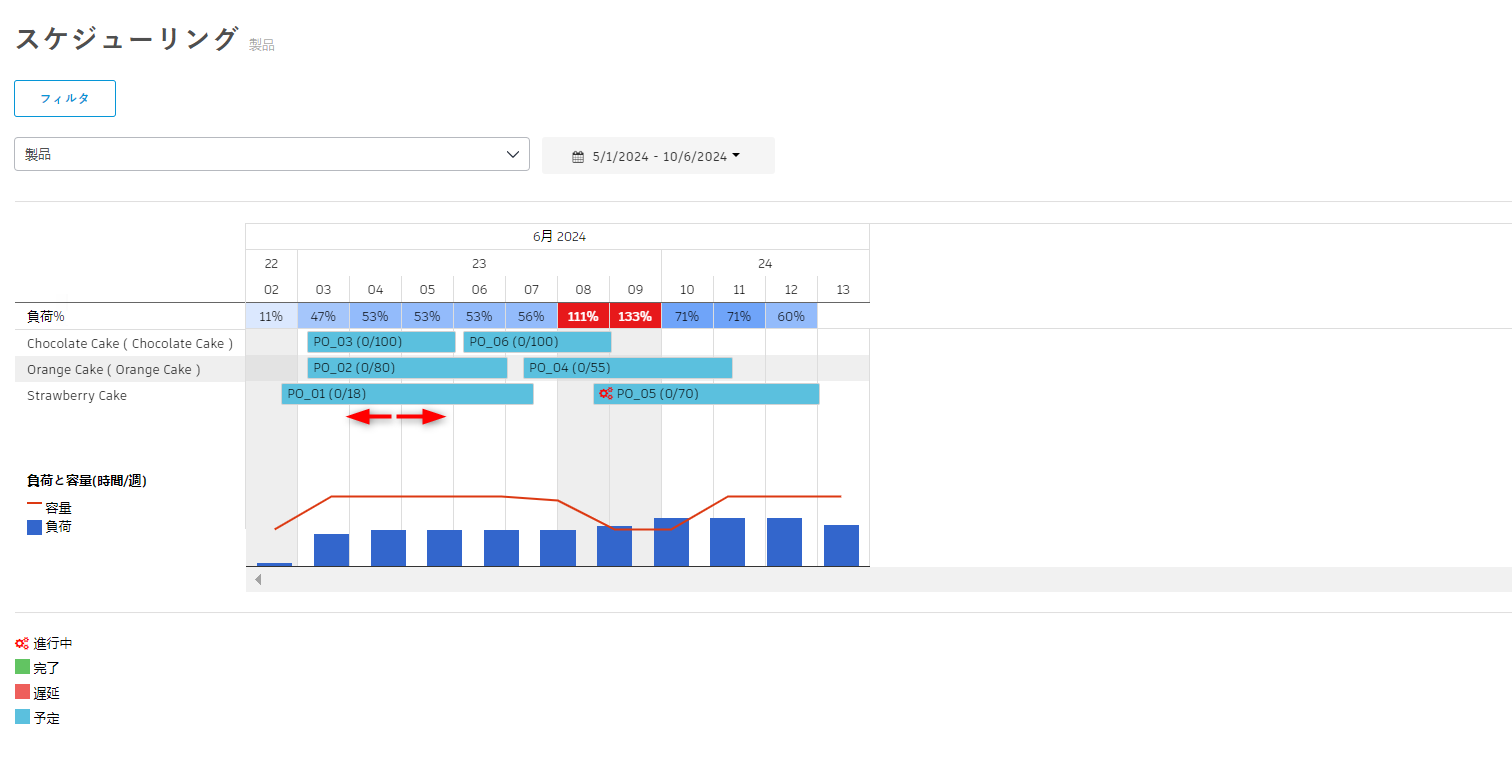 スケジューリング 製品
フィルタ
製品
5/1/2024 - 10/6/2024
6月 2024
22 23 24
02 03 04 05 06 07 08 09 10 11 12 13
負荷% 11% 47% 53% 53% 53% 56% 111% 133% 71% 71% 60%
Chocolate Cake ( Chocolate Cake ) PO_03 (0/100) PO_06 (0/100)
Orange Cake ( Orange Cake ) PO_02 (0/80) PO_04 (0/55)
Strawberry Cake PO_01 (0/18) PO_05 (0/70)
負荷と容量(時間/週)
容量
負荷
進行中
完了
遅延
予定